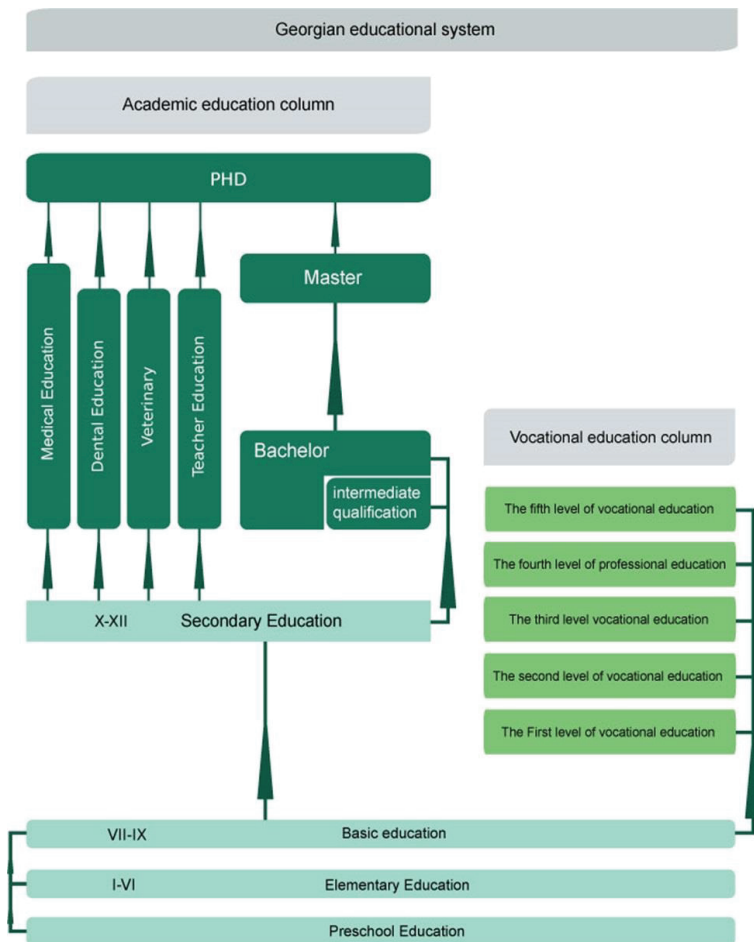 Georgian educational system
Academic education column
PHD
Master
Medical Education
Dental Education
Veterinary
Teacher Education
Bachelor
intermediate
qualification
Vocational education column
The fifth level of vocational education
The fourth level of professional education
The third level vocational education
The second level of vocational education
The First level of vocational education
X-XII Secondary Education
VII-IX Basic education
I-VI Elementary Education
Preschool Education